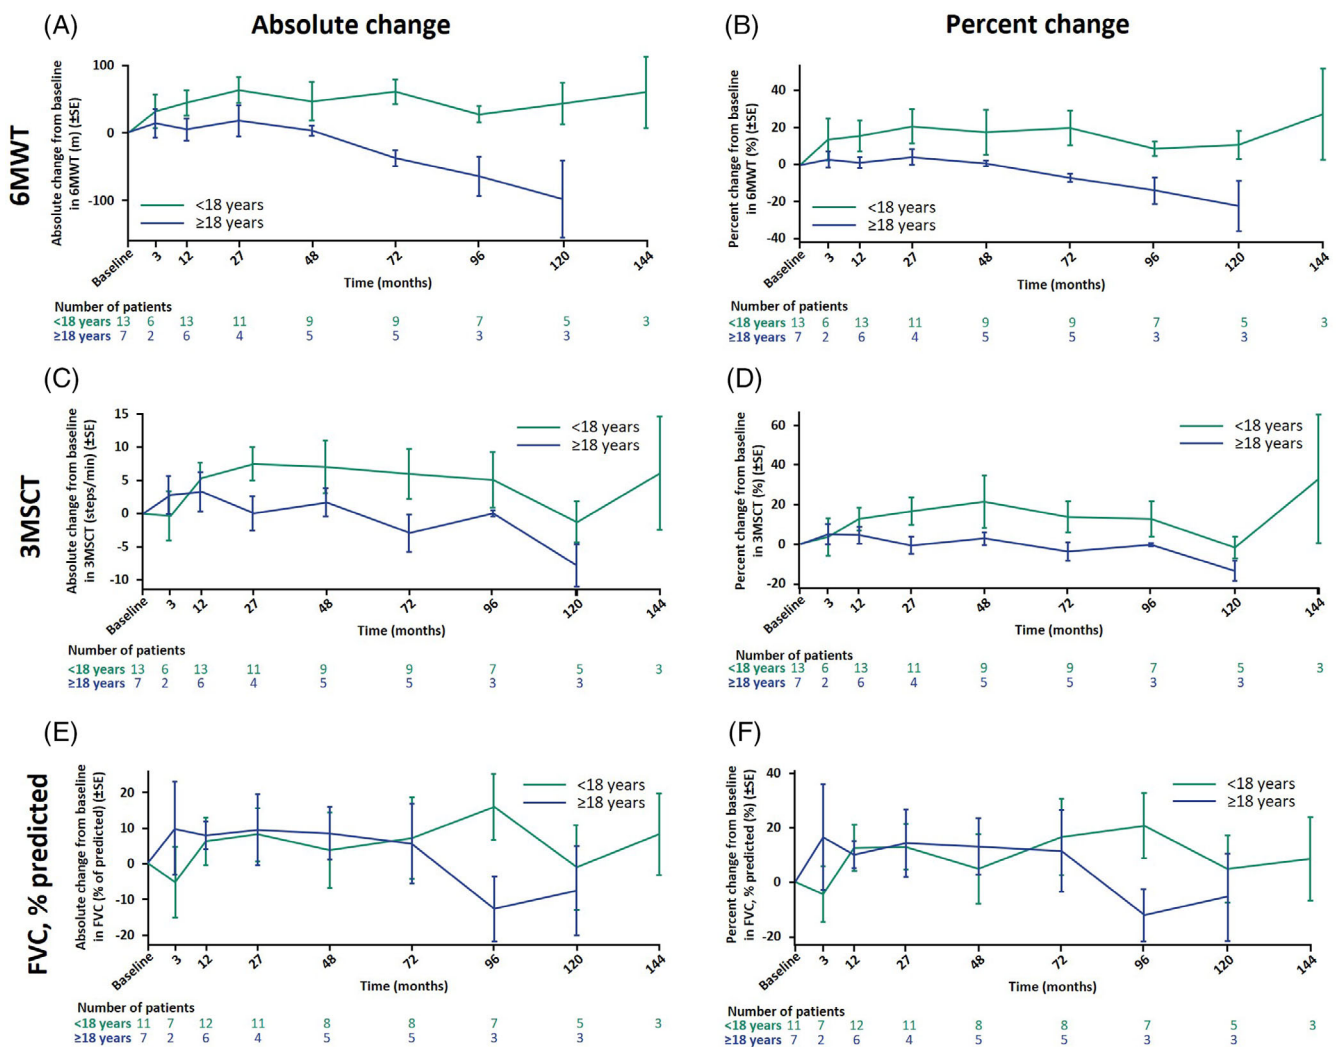 (A)
Absolute change
(B)
Percent change
6MWT
Absolute change from baseline
in 6MWT (m) (±SE)
100
0
-100
<18 years
≥18 years
Baseline 3 12 27 48 72 96 120 144
Time (months)
Number of patients
<18 years 13 6 13 11 9 9 7 5 3
≥18 years 7 2 6 4 5 5 3 3
Percent change from baseline
in 6MWT (%) (±SE)
40
20
0
-20
-40
<18 years
≥18 years
Baseline 3 12 27 48 72 96 120 144
Time (months)
Number of patients
<18 years 13 6 13 11 9 9 7 5 3
≥18 years 7 2 6 4 5 5 3 3
(C)
(D)
3MSCT
Absolute change from baseline
in 3MSCT (steps/min) (±SE)
15
10
5
0
-5
-10
<18 years
≥18 years
Baseline 3 12 27 48 72 96 120 144
Time (months)
Number of patients
<18 years 13 6 13 11 9 9 7 5 3
≥18 years 7 2 6 4 5 5 3 3
Percent change from baseline
in 3MSCT (%) (±SE)
60
40
20
0
-20
<18 years
≥18 years
Baseline 3 12 27 48 72 96 120 144
Time (months)
Number of patients
<18 years 13 6 13 11 9 9 7 5 3
≥18 years 7 2 6 4 5 5 3 3
(E)
(F)
FVC, % predicted
Absolute change from baseline
in FVC (% of predicted) (±SE)
20
10
0
-10
-20
<18 years
≥18 years
Baseline 3 12 27 48 72 96 120 144
Time (months)
Number of patients
<18 years 11 7 12 11 8 8 7 5 3
≥18 years 7 2 6 4 5 5 3 3
Percent change from baseline
in FVC, % predicted (%) (±SE)
40
20
0
-20
<18 years
≥18 years
Baseline 3 12 27 48 72 96 120 144
Time (months)
Number of patients
<18 years 11 7 12 11 8 8 7 5 3
≥18 years 7 2 6 4 5 5 3 3